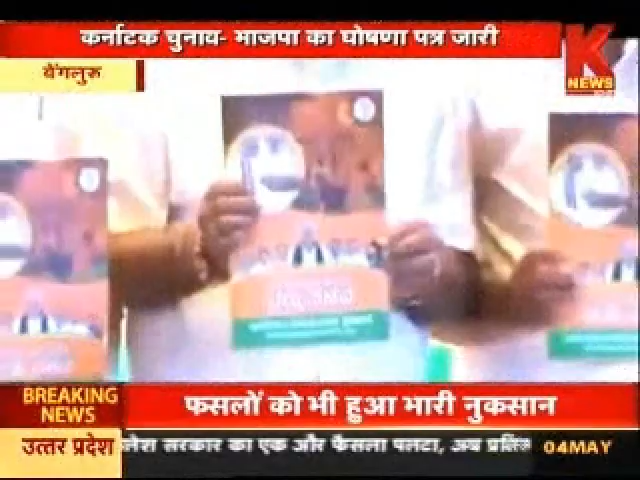 कर्नाटक चुनाव- भाजपा का घोषणा पत्र जारी
बेंगलुरु
K
NEWS
BREAKING NEWS
फसलों को भी हुआ भारी नुकसान
उत्तर प्रदेश
लेश सरकार का एक और फैसला पलटा, अब
04MAY